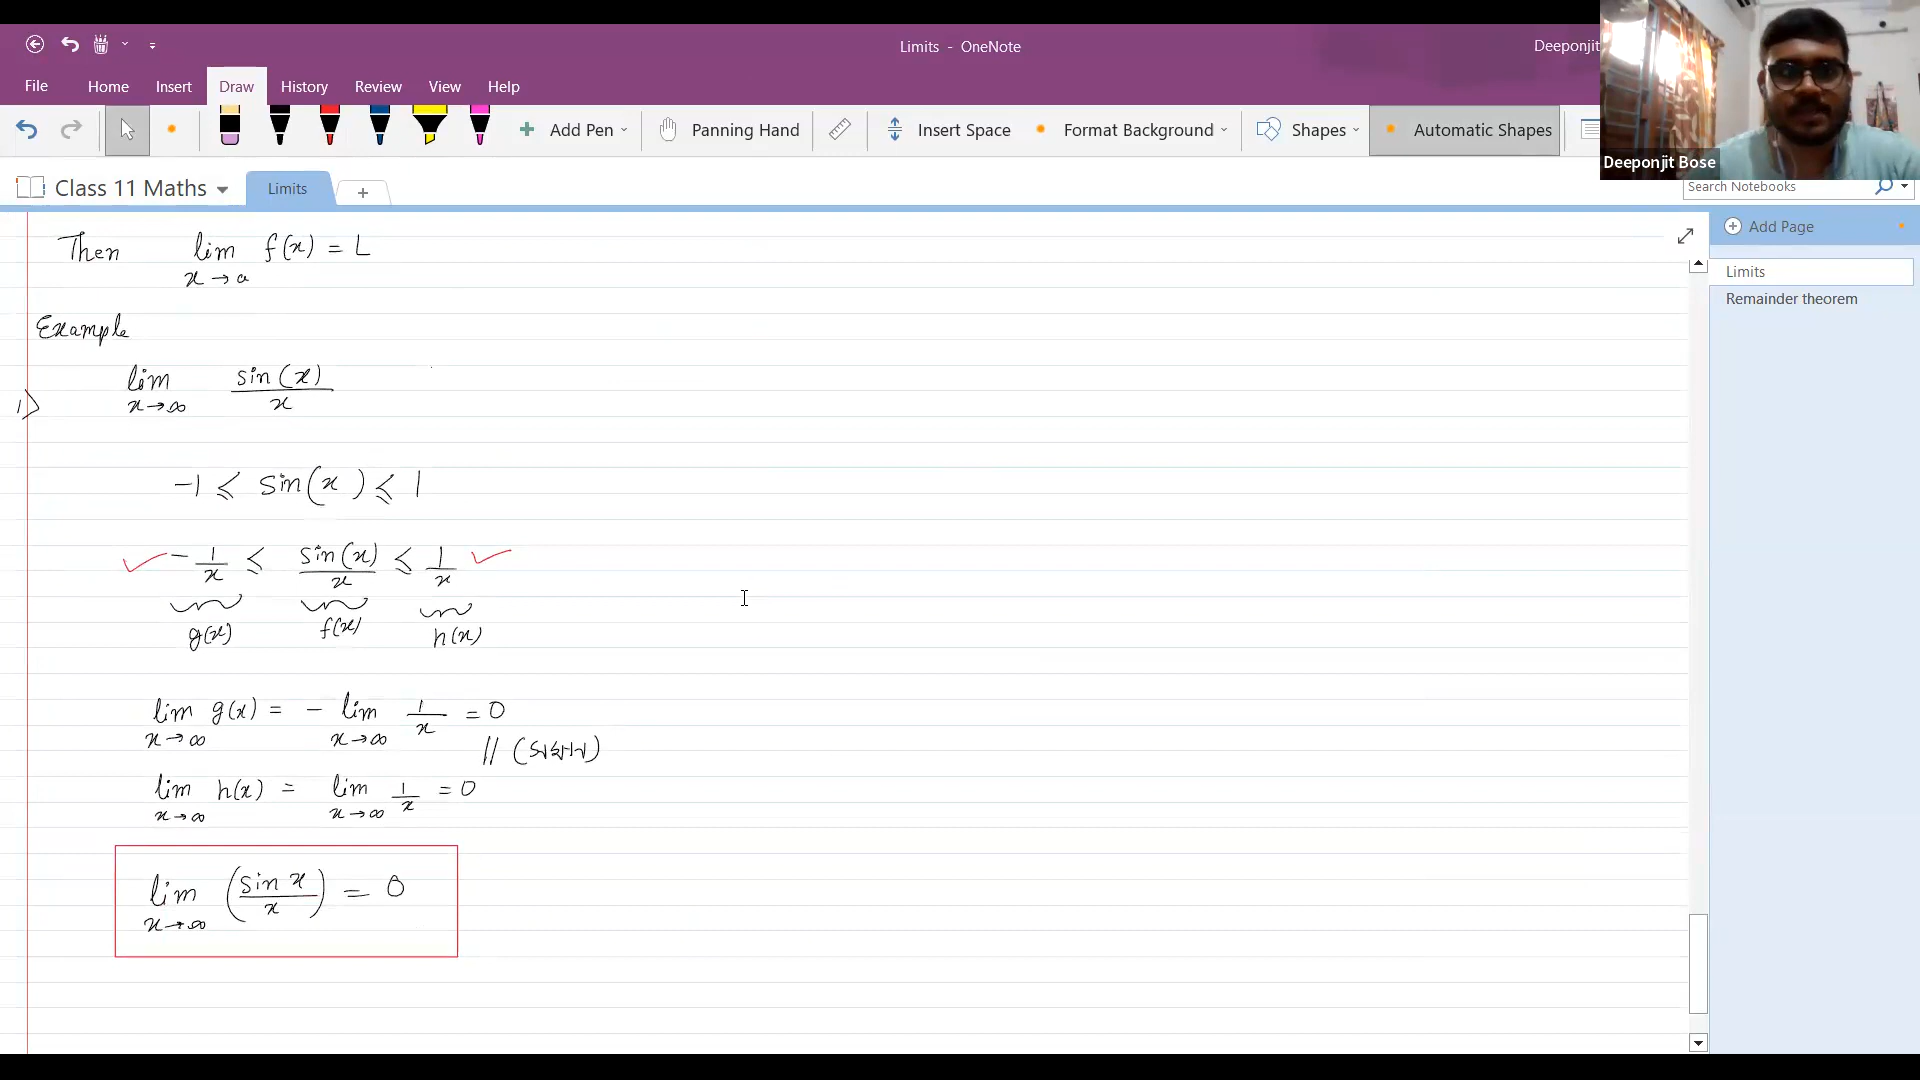 Limits - OneNote
Deeponjit
File Home Insert Draw History Review View Help
Add Pen Panning Hand Insert Space Format Background Shapes Automatic Shapes
Deeponjit Bose
Class 11 Maths Limits +
Search Notebooks
Add Page
Limits
Remainder theorem
Then lim x→a f(x) = L
Example
1) lim x→∞ sin(x)/x
-1 ⩽ sin(x) ⩽ 1
✓ -1/x ⩽ sin(x)/x ⩽ 1/x ✓
g(x) f(x) h(x)
lim x→∞ g(x) = - lim x→∞ 1/x = 0
//
lim x→∞ h(x) = lim x→∞ 1/x = 0
lim x→∞ (sin x/x) = 0